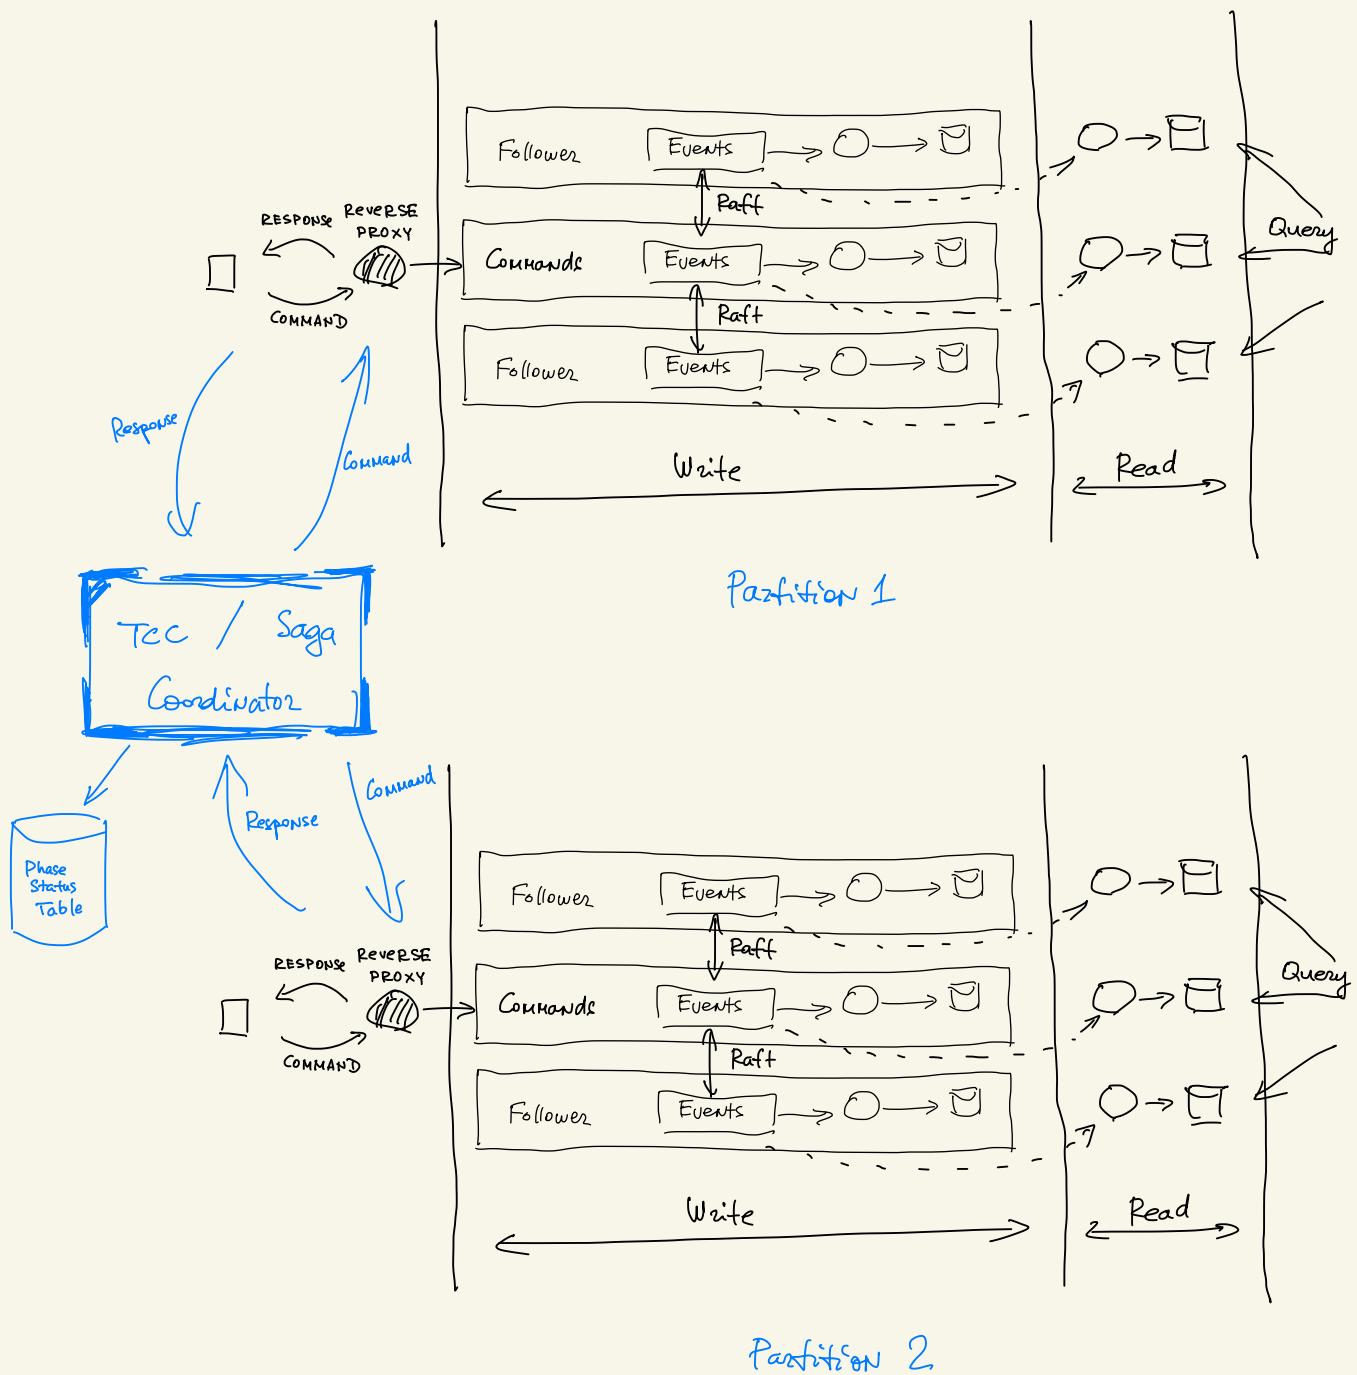 Follower
Events
Raft
RESPONSE
REVERSE
PROXY
COMMAND
Commands
Events
Raft
Follower
Events
Query
Response
Command
Write
Read
Partition 1
TCC / Saga
Coordinator
Command
Response
Phase
Status
Table
Follower
Events
Raft
RESPONSE
REVERSE
PROXY
COMMAND
Commands
Events
Raft
Follower
Events
Query
Write
Read
Partition 2